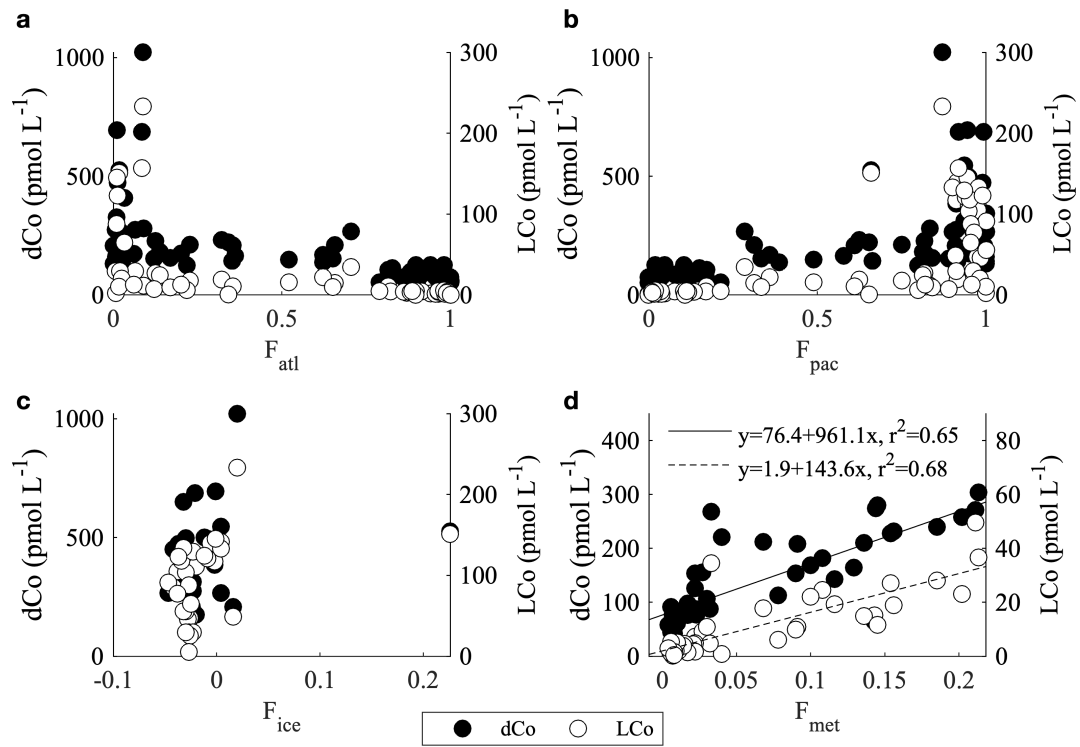 a
1000
500
0
dCo (pmol L⁻¹)
300
200
100
0
LCo (pmol L⁻¹)
0
0.5
1
F_atl
b
1000
500
0
dCo (pmol L⁻¹)
300
200
100
0
LCo (pmol L⁻¹)
0
0.5
1
F_pac
c
1000
500
0
dCo (pmol L⁻¹)
300
200
100
0
LCo (pmol L⁻¹)
-0.1
0
0.1
0.2
F_ice
d
y=76.4+961.1x, r²=0.65
y=1.9+143.6x, r²=0.68
400
300
200
100
0
dCo (pmol L⁻¹)
80
60
40
20
0
LCo (pmol L⁻¹)
0
0.05
0.1
0.15
0.2
F_met
dCo LCo